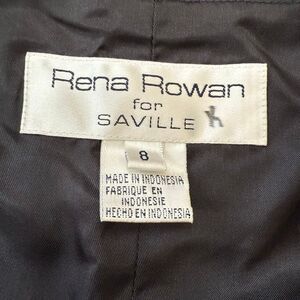 Rena Rowan
for
SAVILLE
8
MADE IN INDONESIA
FABRIQUE EN
INDONESIE
HECHO EN INDONESIA